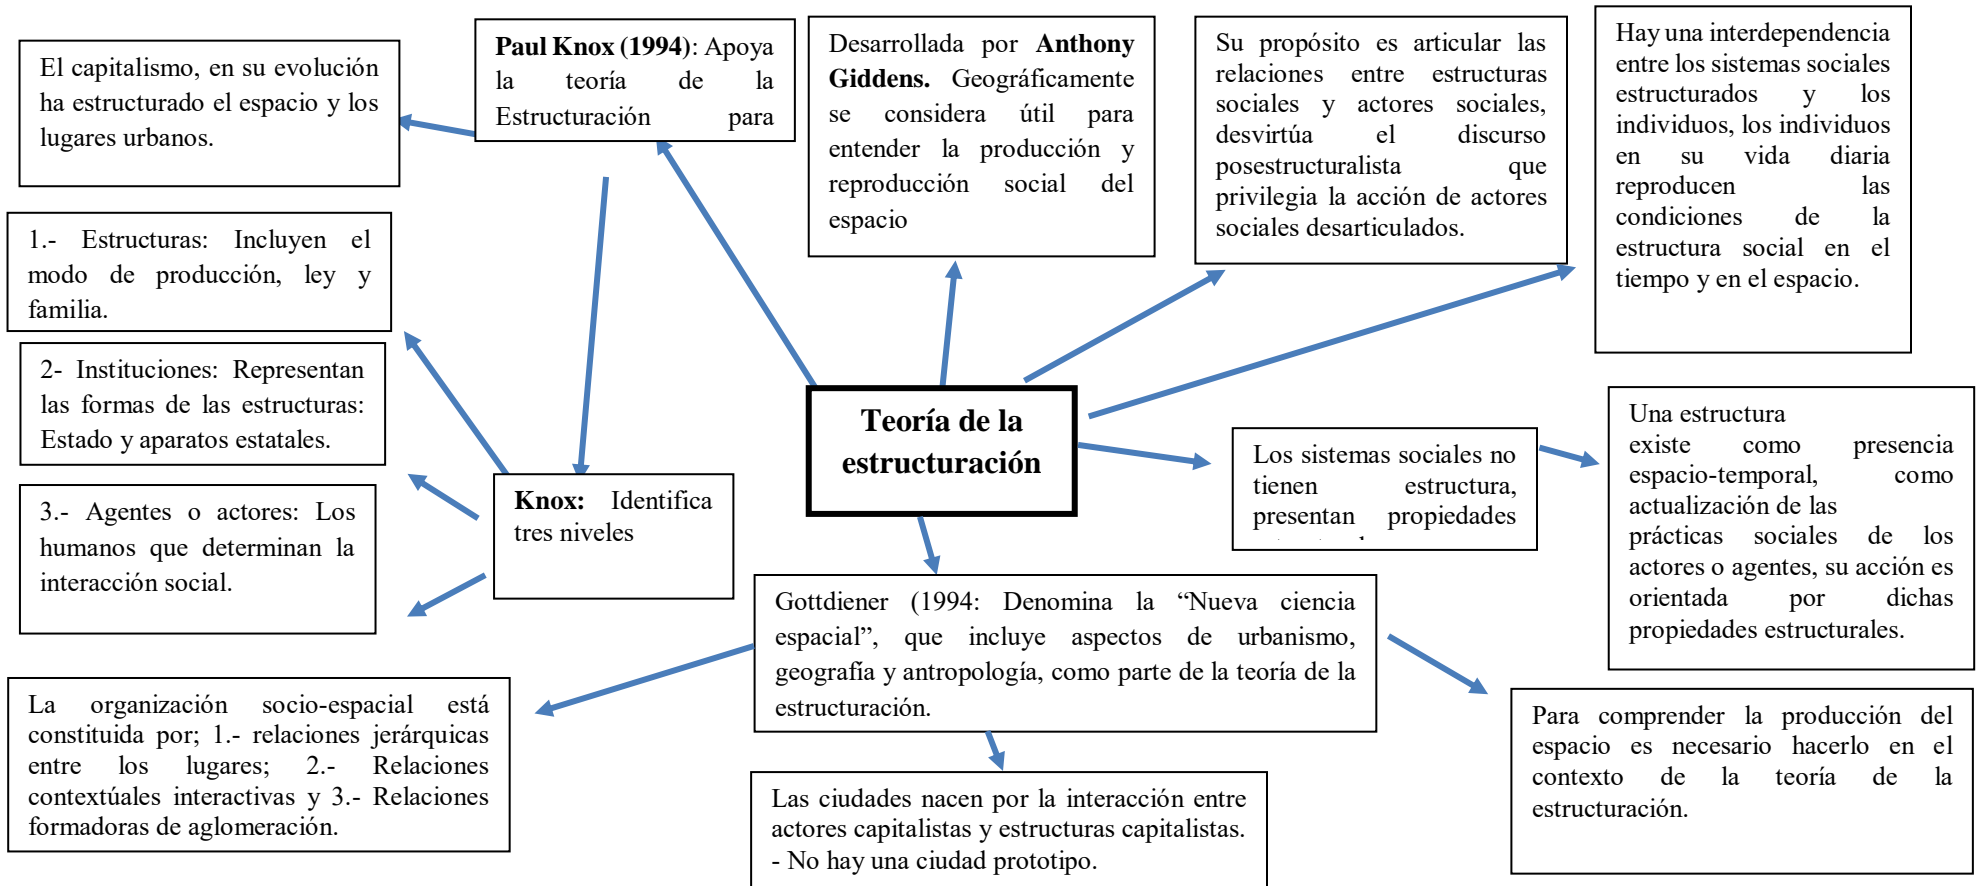 El capitalismo, en su evolución
ha estructurado el espacio y los
lugares urbanos.
Paul Knox (1994): Apoya
la teoría de la
Estructuración para
Desarrollada por Anthony
Giddens. Geográficamente
se considera útil para
entender la producción y
reproducción social del
espacio
Su propósito es articular las
relaciones entre estructuras
sociales y actores sociales,
desvirtúa el discurso
posestructuralista que
privilegia la acción de actores
sociales desarticulados.
Hay una interdependencia
entre los sistemas sociales
estructurados y los
individuos, los individuos
en su vida diaria
reproducen las
condiciones de la
estructura social en el
tiempo y en el espacio.
1.- Estructuras: Incluyen el
modo de producción, ley y
familia.
2- Instituciones: Representan
las formas de las estructuras:
Estado y aparatos estatales.
3.- Agentes o actores: Los
humanos que determinan la
interacción social.
Knox: Identifica
tres niveles
Teoría de la
estructuración
Los sistemas sociales no
tienen estructura,
presentan propiedades
Una estructura
existe como presencia
espacio-temporal, como
actualización de las
prácticas sociales de los
actores o agentes, su acción es
orientada por dichas
propiedades estructurales.
Gottdiener (1994: Denomina la “Nueva ciencia
espacial”, que incluye aspectos de urbanismo,
geografía y antropología, como parte de la teoría de la
estructuración.
La organización socio-espacial está
constituida por; 1.- relaciones jerárquicas
entre los lugares; 2.- Relaciones
contextúales interactivas y 3.- Relaciones
formadoras de aglomeración.
Las ciudades nacen por la interacción entre
actores capitalistas y estructuras capitalistas.
- No hay una ciudad prototipo.
Para comprender la producción del
espacio es necesario hacerlo en el
contexto de la teoría de la
estructuración.